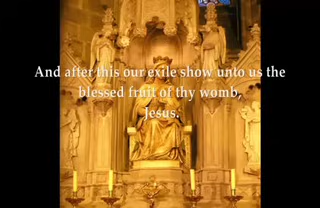 And after this our exile show unto us the
blessed fruit of thy womb,
Jesus.